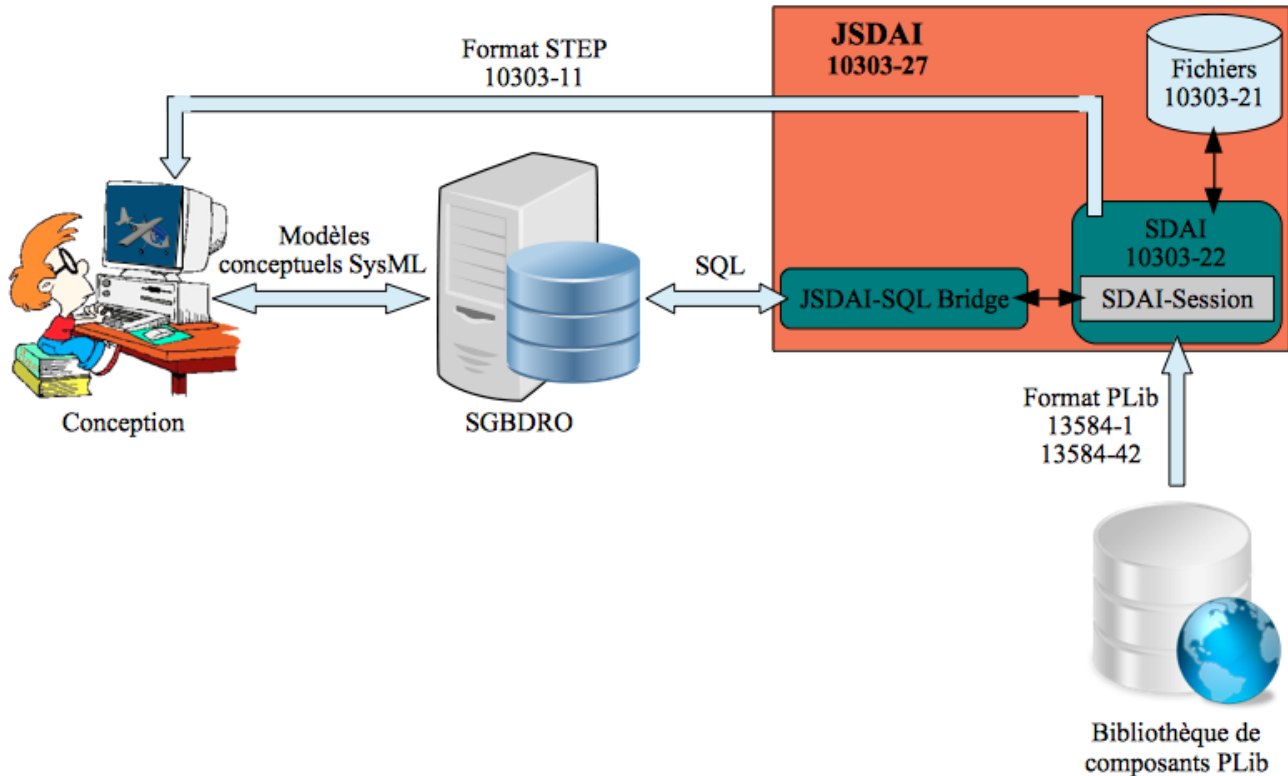 Format STEP
10303-11
JSDAI
10303-27
Fichiers
10303-21
Modèles
conceptuels SysML
SQL
JSDAI-SQL Bridge
SDAI
10303-22
SDAI-Session
Conception
SGBDRO
Format PLib
13584-1
13584-42
Bibliothèque de
composants PLib